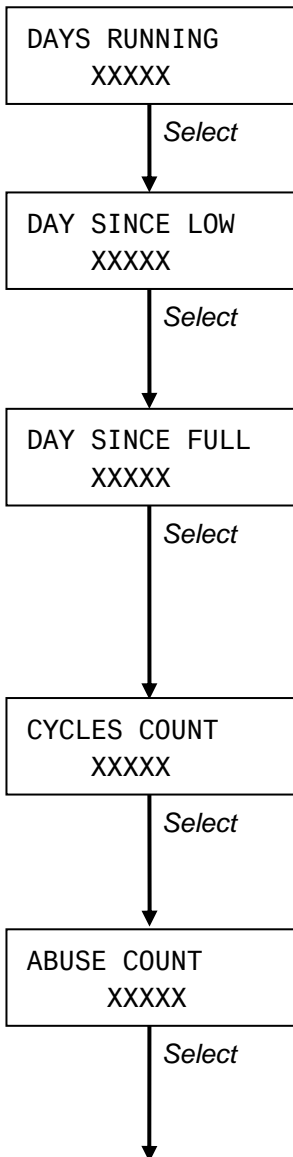 DAYS RUNNING
XXXXX
Select
DAY SINCE LOW
XXXXX
Select
DAY SINCE FULL
XXXXX
Select
CYCLES COUNT
XXXXX
Select
ABUSE COUNT
XXXXX
Select